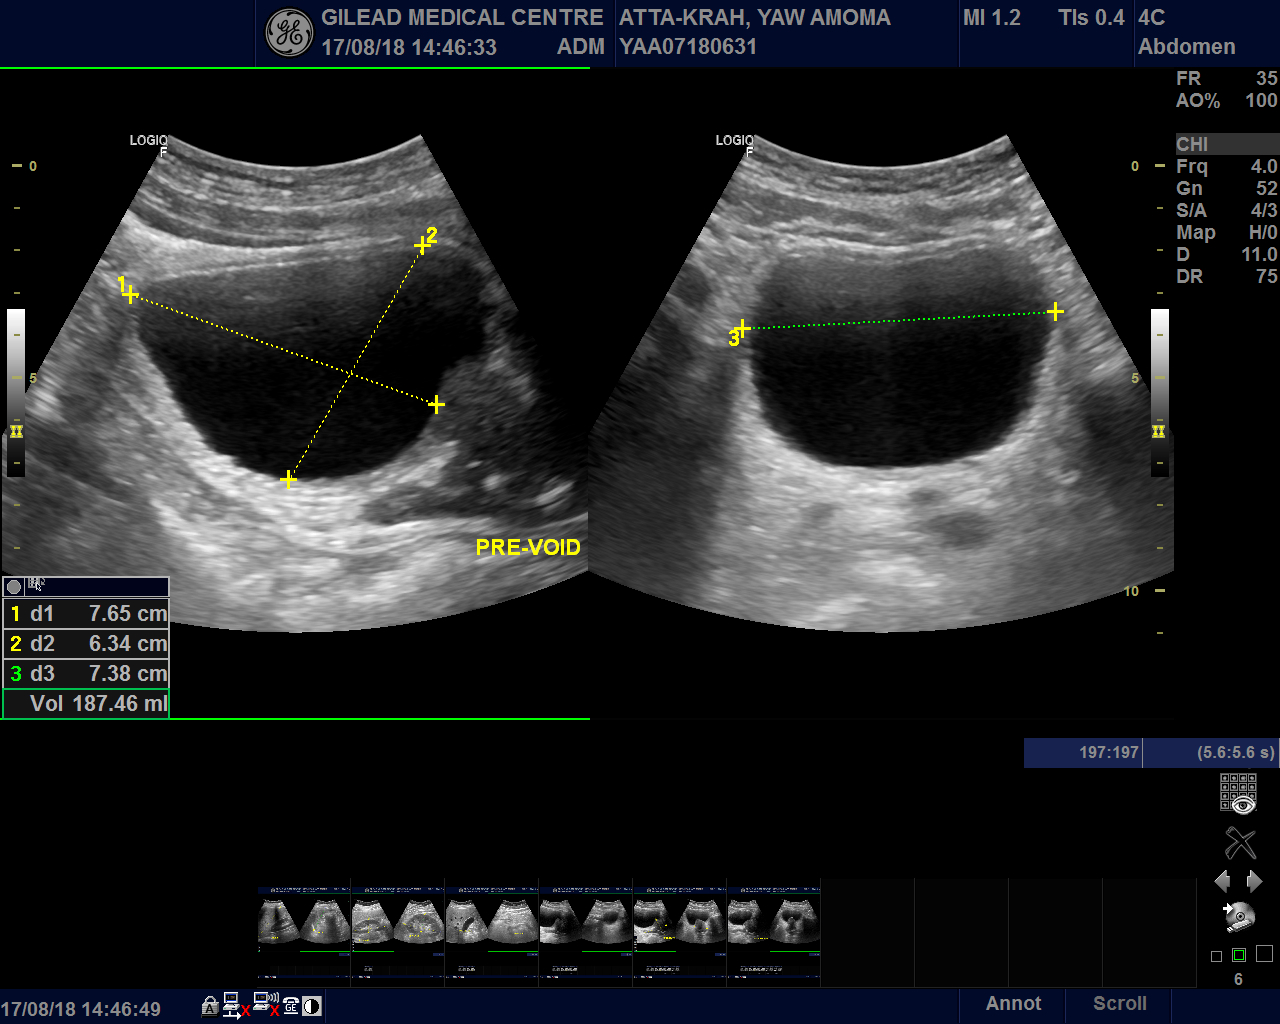 GILEAD MEDICAL CENTRE
17/08/18 14:46:33 ADM
ATTA-KRAH, YAW AMOMA
YAA07180631
MI 1.2 TIs 0.4
4C
Abdomen
FR 35
AO% 100
CHI
Frq 4.0
Gn 52
S/A 4/3
Map H/0
D 11.0
DR 75
LOGIQ
F
LOGIQ
F
0
5
0
5
10
1
2
3
PRE-VOID
1 d1 7.65 cm
2 d2 6.34 cm
3 d3 7.38 cm
Vol 187.46 ml
197:197 (5.6:5.6 s)
6
17/08/18 14:46:49
A
GE
Annot
Scroll